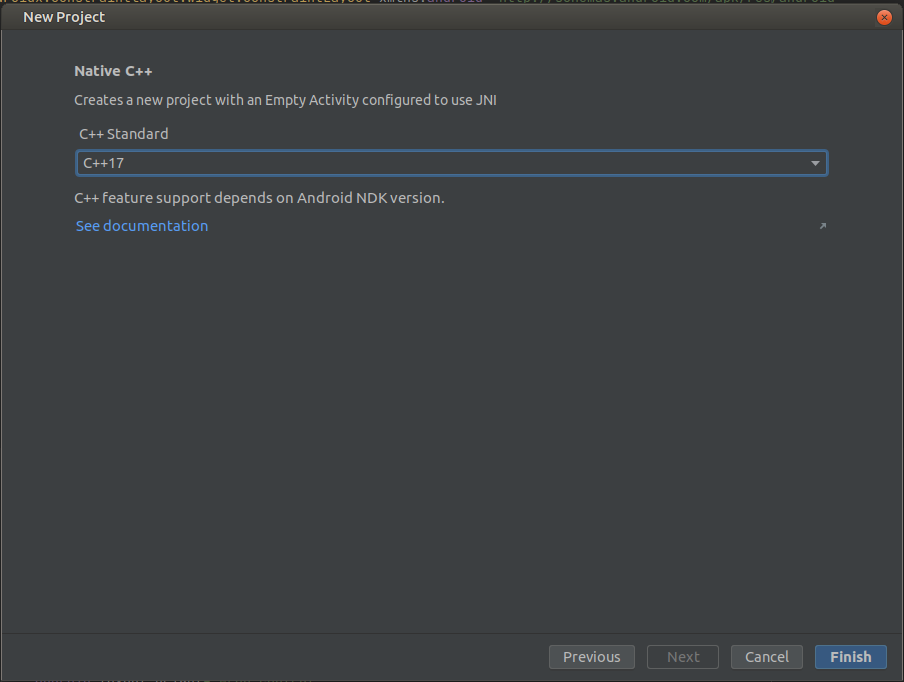 New Project
Native C++
Creates a new project with an Empty Activity configured to use JNI
C++ Standard
C++17
C++ feature support depends on Android NDK version.
See documentation
Previous
Next
Cancel
Finish